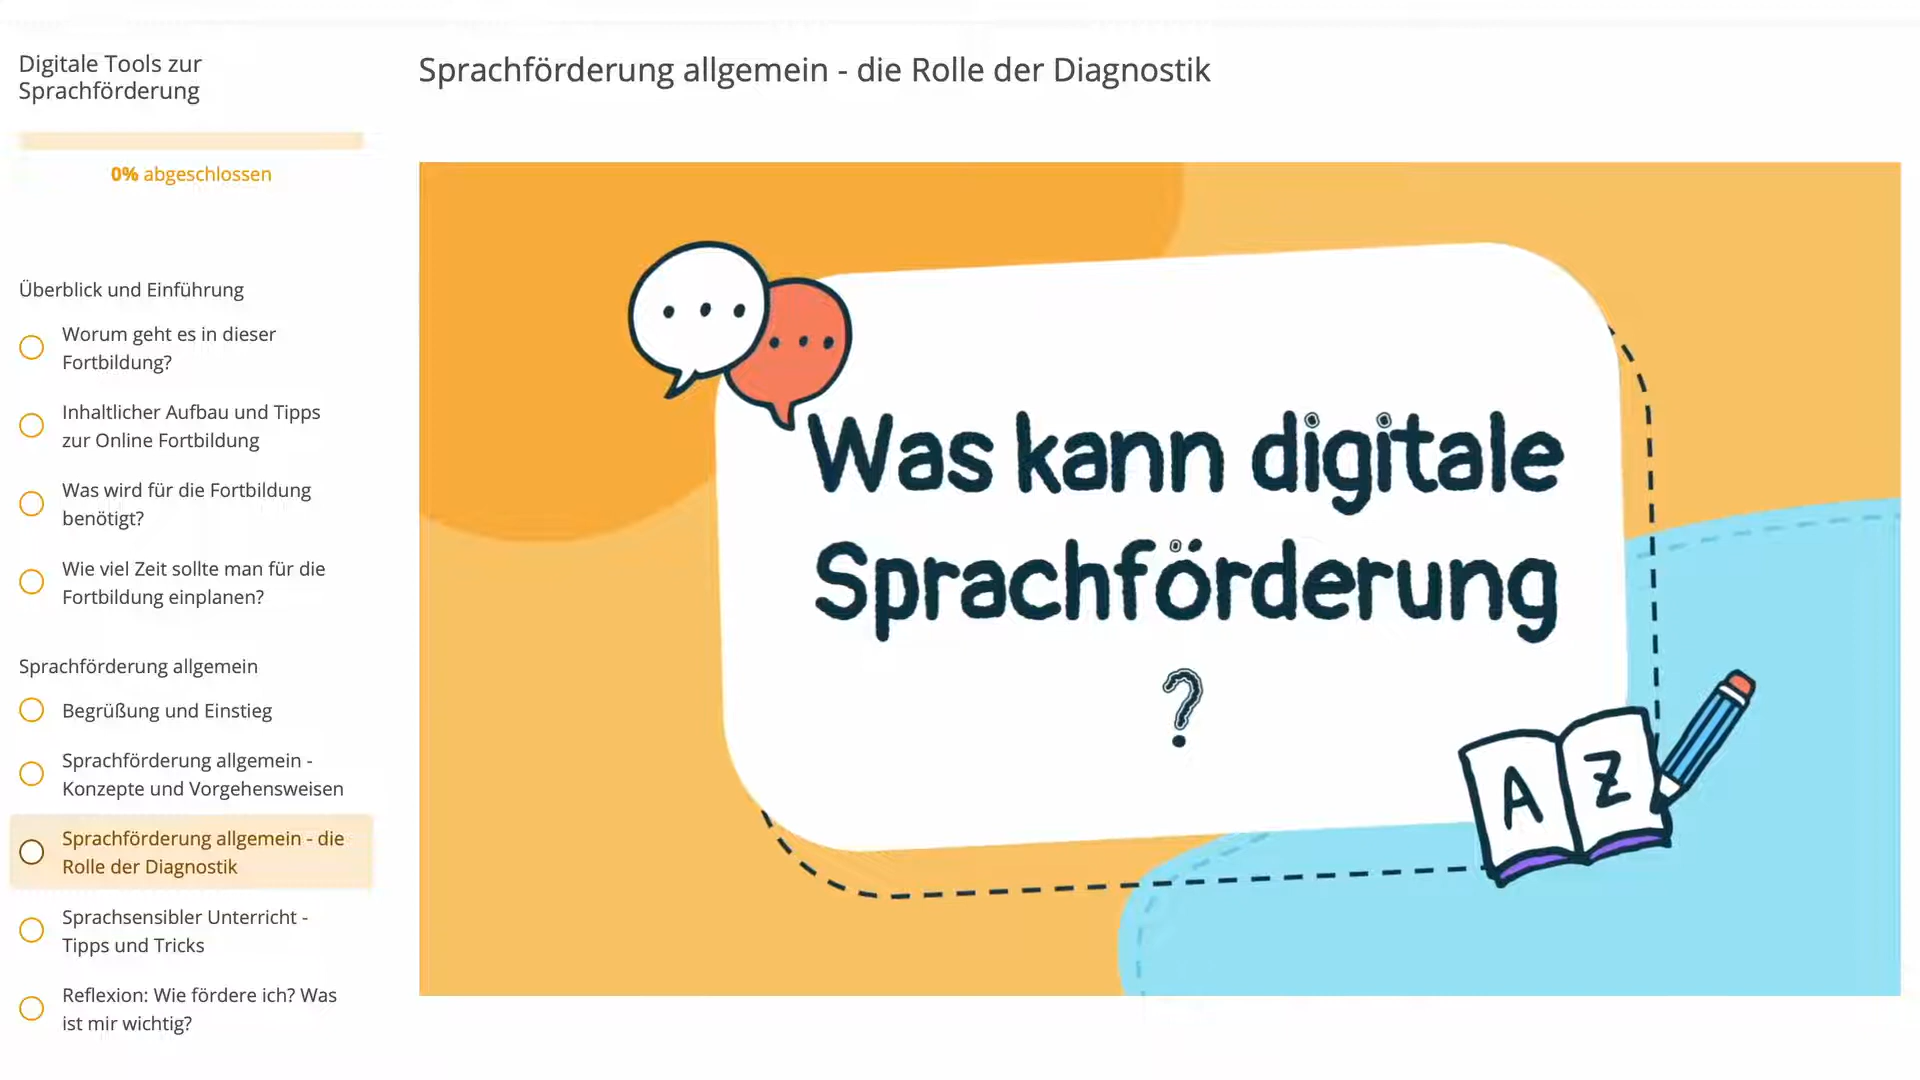 Digitale Tools zur
Sprachförderung
0% abgeschlossen
Überblick und Einführung
Worum geht es in dieser
Fortbildung?
Inhaltlicher Aufbau und Tipps
zur Online Fortbildung
Was wird für die Fortbildung
benötigt?
Wie viel Zeit sollte man für die
Fortbildung einplanen?
Sprachförderung allgemein
Begrüßung und Einstieg
Sprachförderung allgemein -
Konzepte und Vorgehensweisen
Sprachförderung allgemein - die
Rolle der Diagnostik
Sprachsensibler Unterricht -
Tipps und Tricks
Reflexion: Wie fördere ich? Was
ist mir wichtig?
Sprachförderung allgemein - die Rolle der Diagnostik
Was kann digitale
Sprachförderung
?
A Z